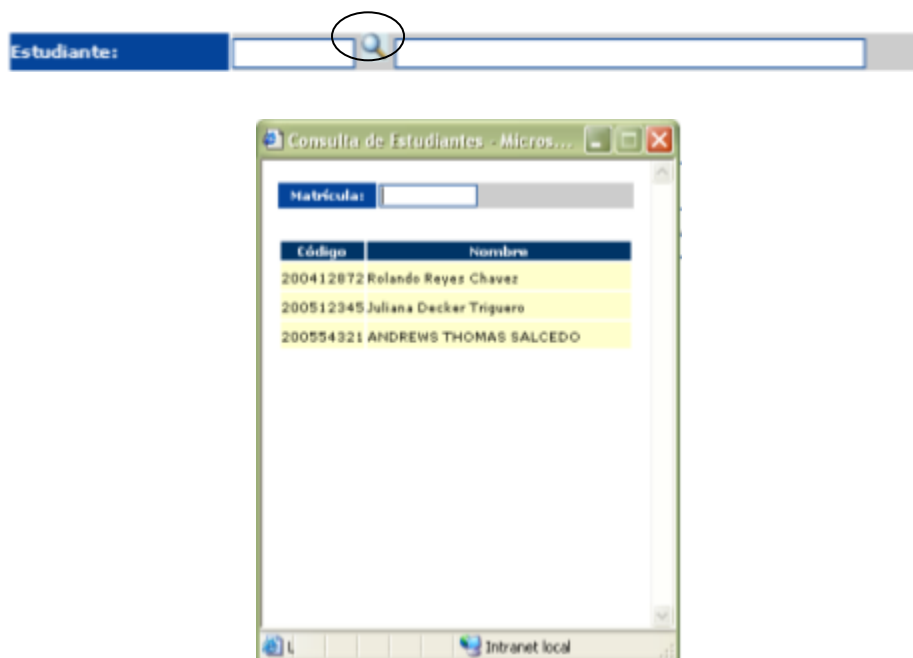 Estudiante:
Consulta de Estudiantes - Micros...
Matrícula:
Código Nombre
200412872 Rolando Reyes Chavez
200512345 Juliana Decker Triguero
200554321 ANDREWS THOMAS SALCEDO
Intranet local